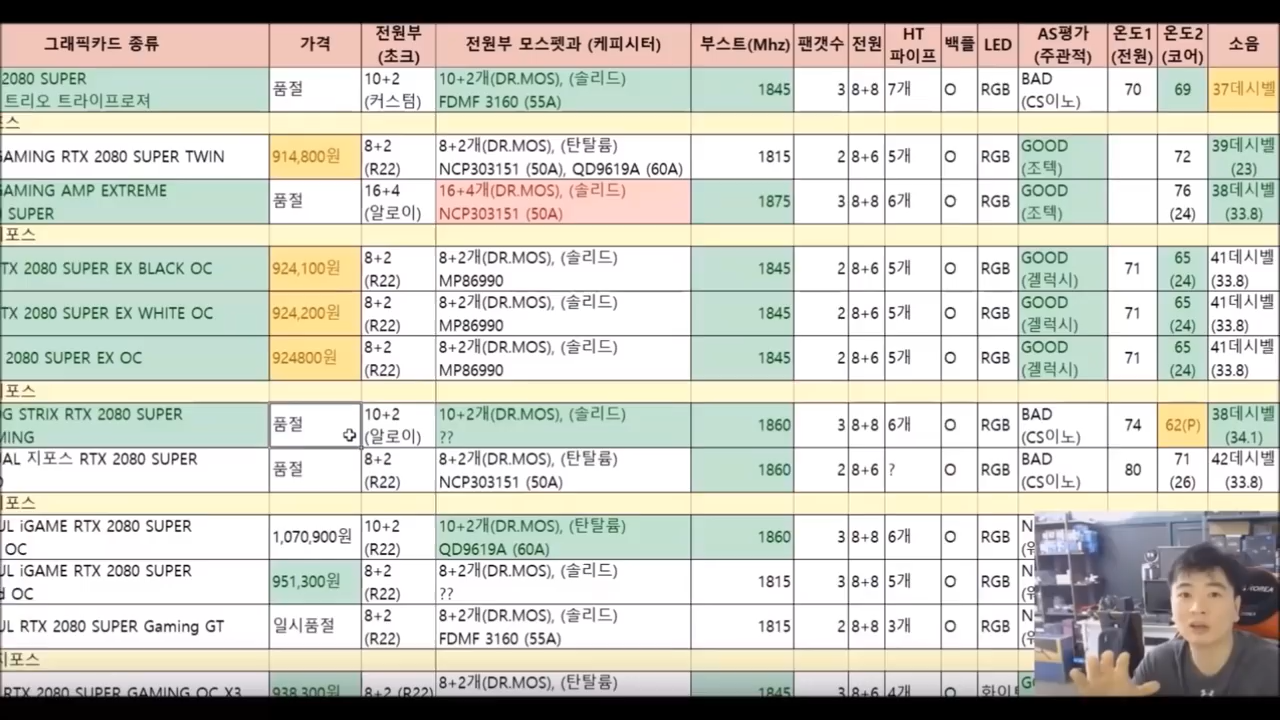 그래픽카드 종류 가격 전원부 (초크) 전원부 모스펫과 (케피시터) 부스트(Mhz) 팬갯수 전원 HT 파이프 백플 LED AS평가 (주관적) 온도1 (전원) 온도2 (코어) 소음
2080 SUPER 품절 10+2 10+2개(DR.MOS), (솔리드) 1845 3 8+8 7개 O RGB BAD 70 69 37데시벨
트리오 트라이프로져 (커스텀) FDMF 3160 (55A) (CS이노)
포스
GAMING RTX 2080 SUPER TWIN 914,800원 8+2 8+2개(DR.MOS), (탄탈륨) 1815 2 8+6 5개 O RGB GOOD 72 39데시벨
(R22) NCP303151 (50A), QD9619A (60A) (조텍) (23)
GAMING AMP EXTREME 품절 16+4 16+4개(DR.MOS), (솔리드) 1875 3 8+8 6개 O RGB GOOD 76 38데시벨
SUPER (알로이) NCP303151 (50A) (조텍) (24) (33.8)
지포스
TX 2080 SUPER EX BLACK OC 924,100원 8+2 8+2개(DR.MOS), (솔리드) 1845 2 8+6 5개 O RGB GOOD 71 65 41데시벨
(R22) MP86990 (겔럭시) (24) (33.8)
TX 2080 SUPER EX WHITE OC 924,200원 8+2 8+2개(DR.MOS), (솔리드) 1845 2 8+6 5개 O RGB GOOD 71 65 41데시벨
(R22) MP86990 (겔럭시) (24) (33.8)
2080 SUPER EX OC 924800원 8+2 8+2개(DR.MOS), (솔리드) 1845 2 8+6 5개 O RGB GOOD 71 65 41데시벨
(R22) MP86990 (겔럭시) (24) (33.8)
지포스
OG STRIX RTX 2080 SUPER 품절 10+2 10+2개(DR.MOS), (솔리드) 1860 3 8+8 6개 O RGB BAD 74 62(P) 38데시벨
MING (알로이) ?? (CS이노) (34.1)
UAL 지포스 RTX 2080 SUPER 품절 8+2 8+2개(DR.MOS), (탄탈륨) 1860 2 8+6 ? O RGB BAD 80 71 42데시벨
(R22) NCP303151 (50A) (CS이노) (26) (33.8)
지포스
UL iGAME RTX 2080 SUPER 1,070,900원 10+2 10+2개(DR.MOS), (탄탈륨) 1860 3 8+8 6개 O RGB N
OC (R22) QD9619A (60A)
UL iGAME RTX 2080 SUPER 951,300원 8+2 8+2개(DR.MOS), (솔리드) 1815 3 8+8 5개 O RGB N
d OC (R22) ??
UL RTX 2080 SUPER Gaming GT 일시품절 8+2 8+2개(DR.MOS), (솔리드) 1815 2 8+8 3개 O RGB N
(R22) FDMF 3160 (55A)
지포스
RTX 2080 SUPER GAMING OC X3 938,300원 8+2 (R22) 8+2개(DR.MOS), (탄탈륨) 1845 3 8+6 4개 O